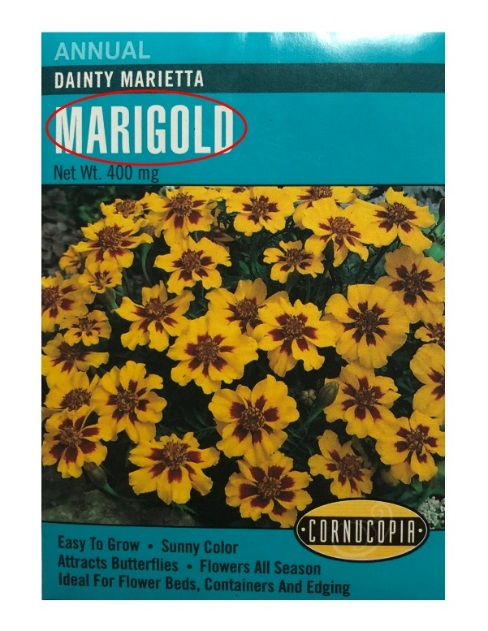 ANNUAL
DAINTY MARIETTA
MARIGOLD
Net Wt. 400 mg
CORNUCOPIA
Easy To Grow • Sunny Color
Attracts Butterflies • Flowers All Season
Ideal For Flower Beds, Containers And Edging